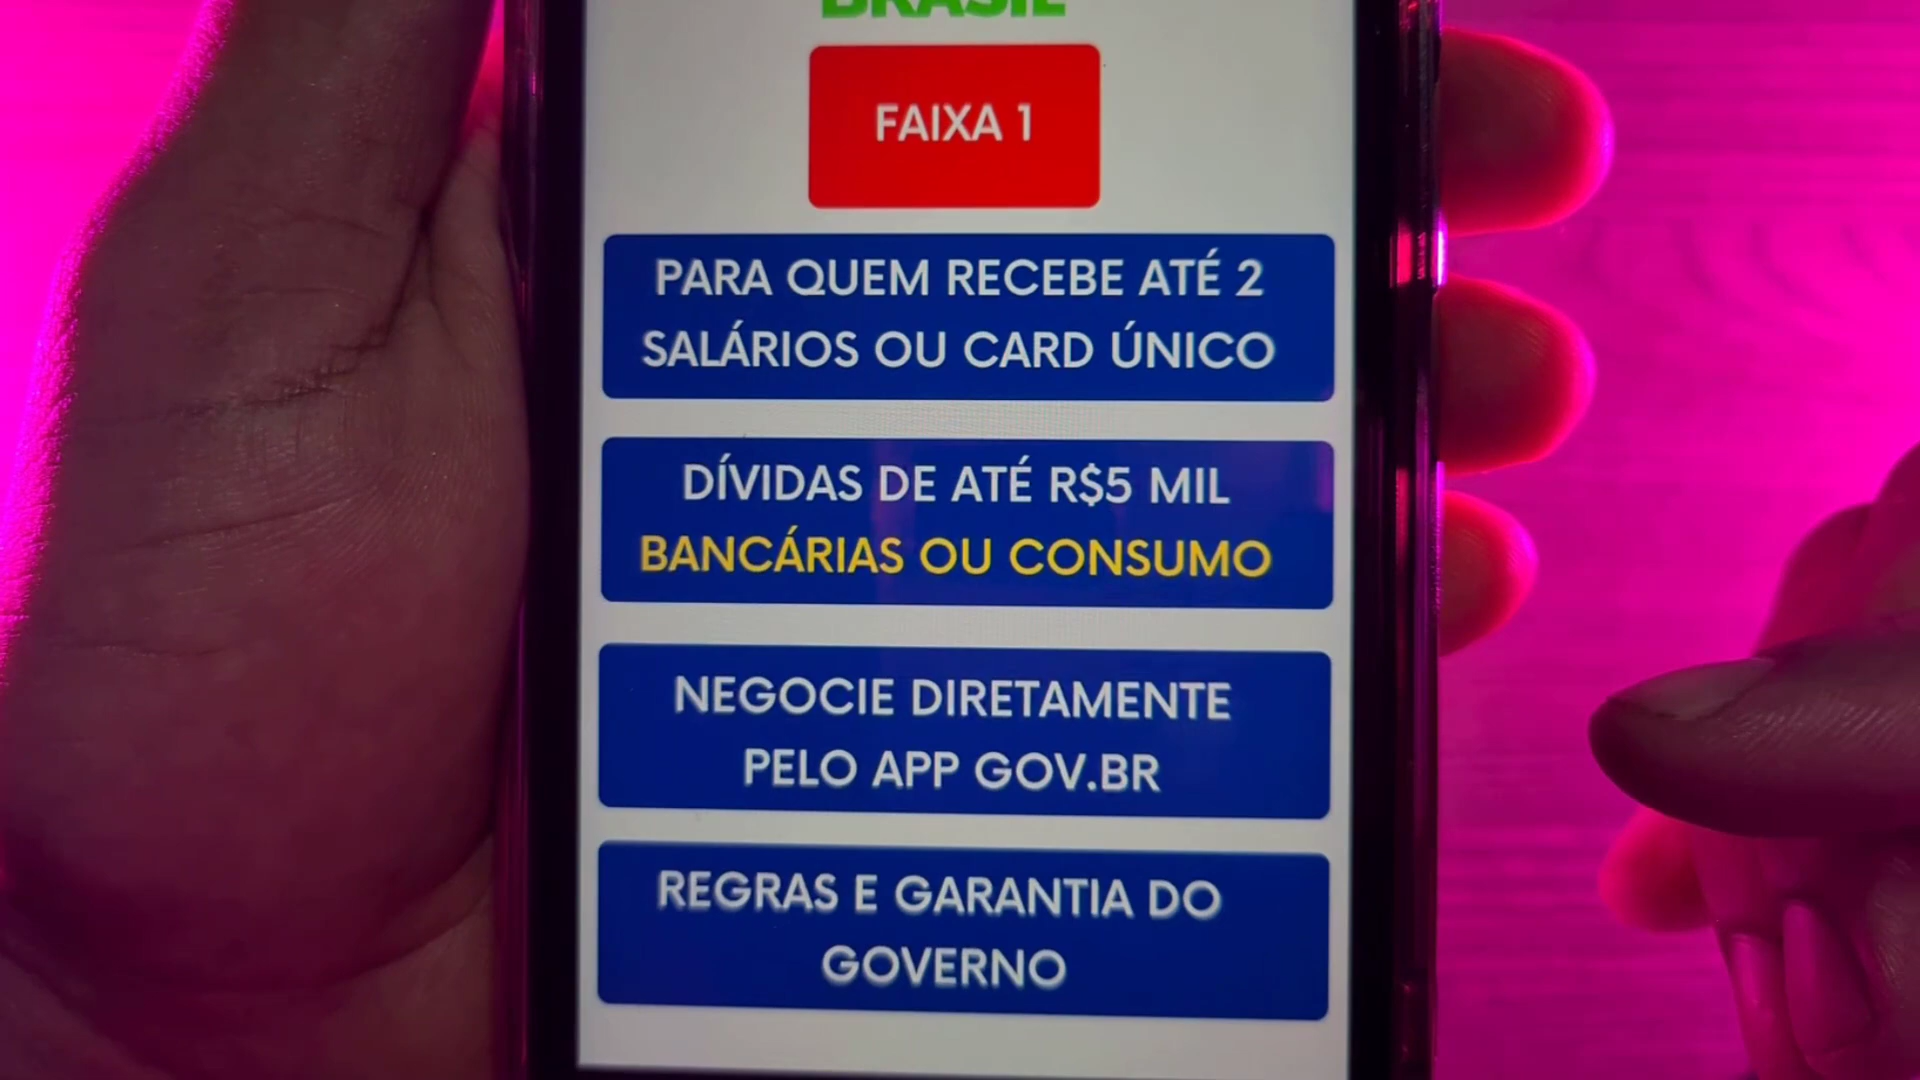 BRASIL
FAIXA 1
PARA QUEM RECEBE ATÉ 2
SALÁRIOS OU CARD ÚNICO
DÍVIDAS DE ATÉ R$5 MIL
BANCÁRIAS OU CONSUMO
NEGOCIE DIRETAMENTE
PELO APP GOV.BR
REGRAS E GARANTIA DO
GOVERNO